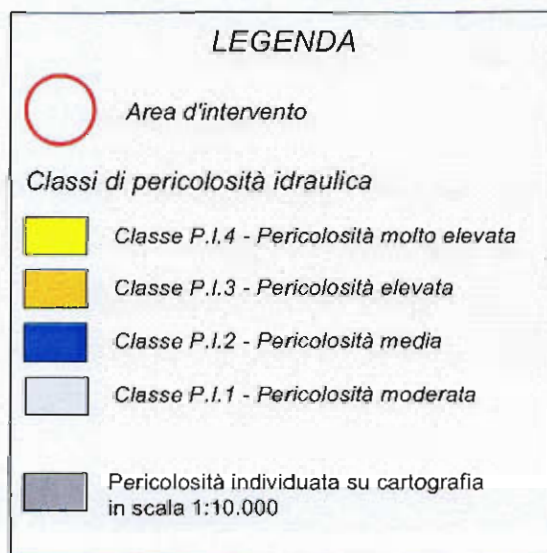 LEGENDA
Area d'intervento
Classi di pericolosità idraulica
Classe P.I.4 - Pericolosità molto elevata
Classe P.I.3 - Pericolosità elevata
Classe P.I.2 - Pericolosità media
Classe P.I.1 - Pericolosità moderata
Pericolosità individuata su cartografia
in scala 1:10.000